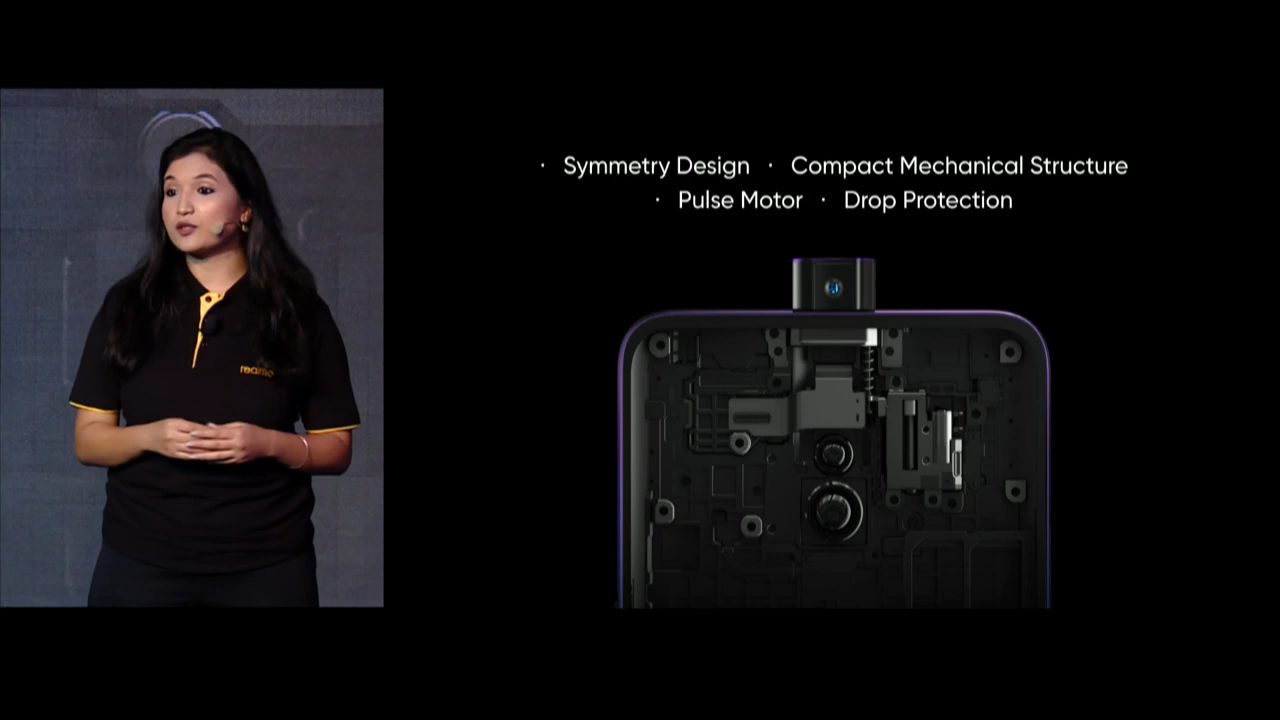 · Symmetry Design · Compact Mechanical Structure
· Pulse Motor · Drop Protection
realme